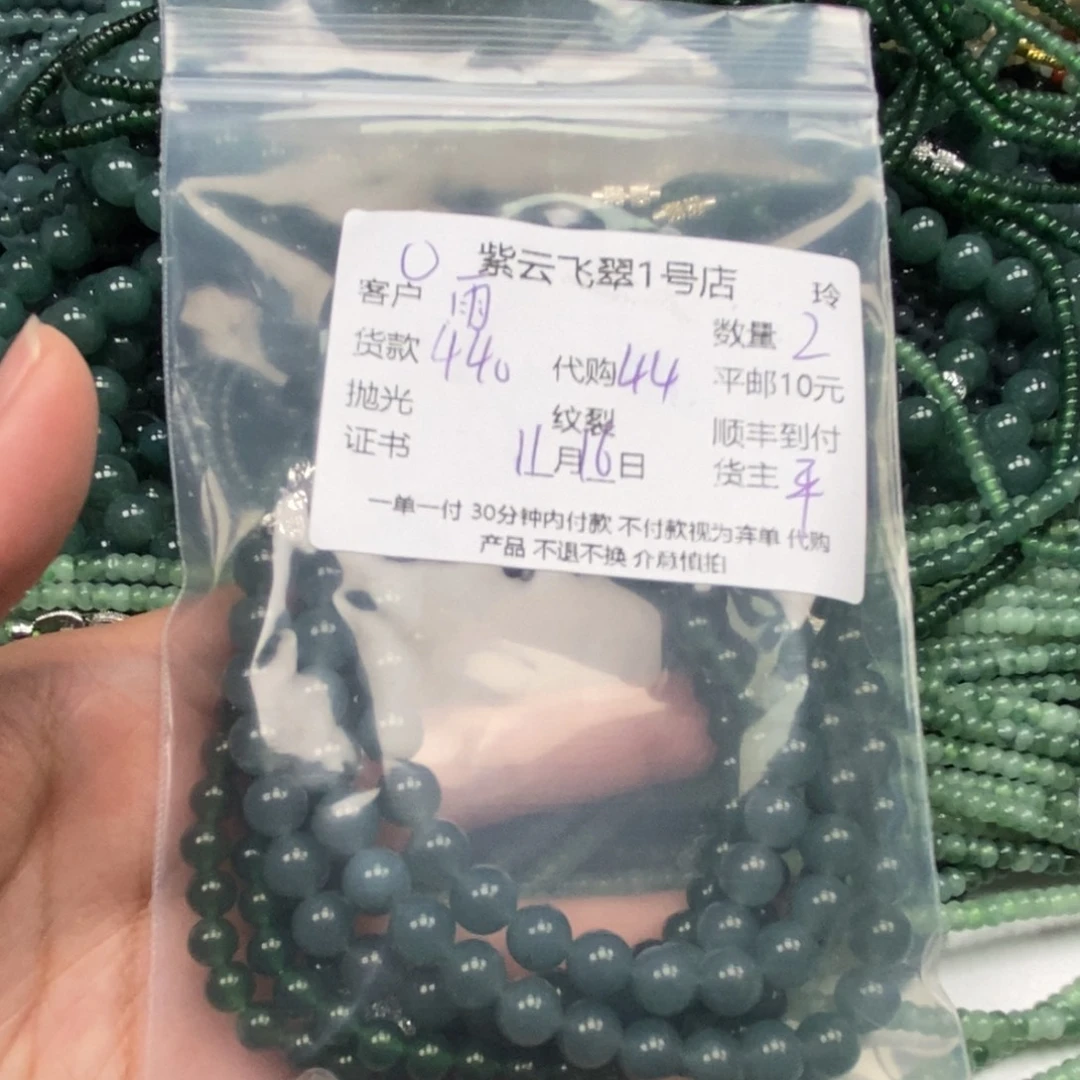 紫云飞翠1号店
客户 雨 玲
货款 440 代购 44 数量 2
抛光 纹裂 平邮10元
证书 11月16日 顺丰到付
货主 平
一单一付 30分钟内付款 不付款视为弃单 代购
产品 不退不换 介意慎拍